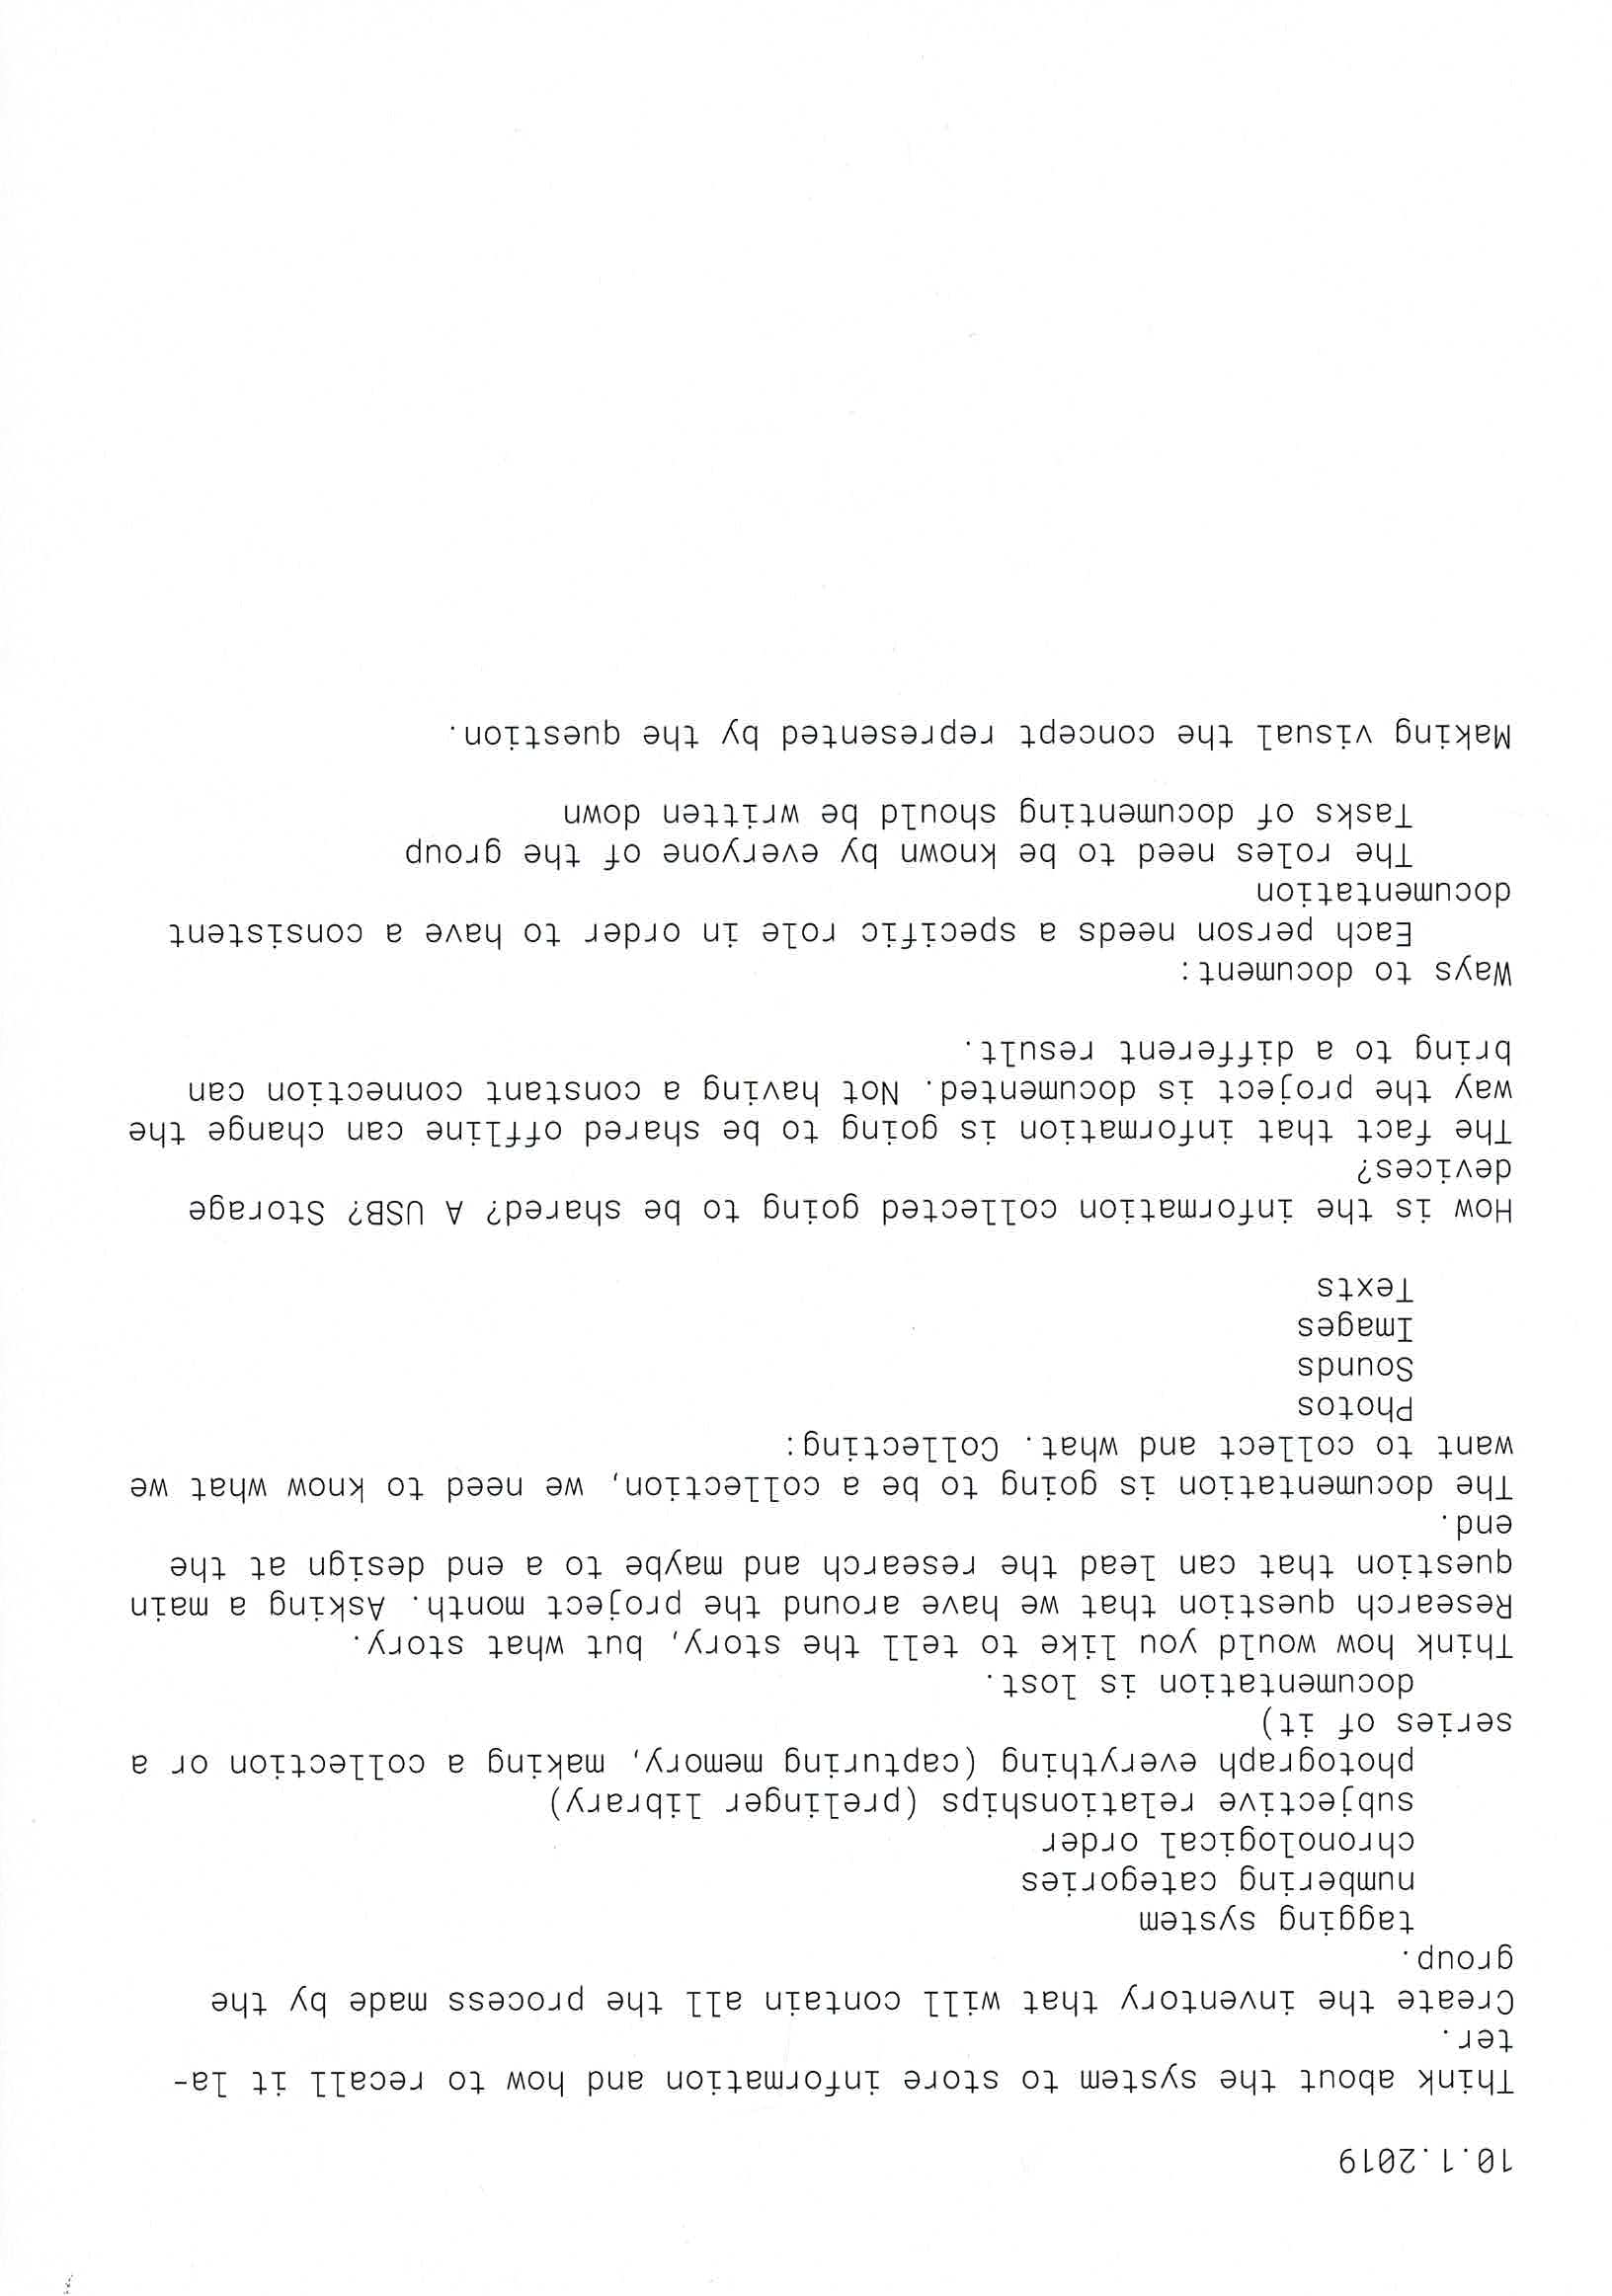 10.1.2019
Think about the system to store information and how to recall it la-
ter.
Create the inventory that will contain all the process made by the
group.
tagging system
numbering categories
chronological order
subjective relationships (prelinger library)
photograph everything (capturing memory, making a collection or a
series of it)
documentation is lost.
Think how would you like to tell the story, but what story.
Research question that we have around the project month. Asking a main
question that can lead the research and maybe to a end design at the
end.
The documentation is going to be a collection, we need to know what we
want to collect and what. Collecting:
Photos
Sounds
Images
Texts
How is the information collected going to be shared? A USB? Storage
devices?
The fact that information is going to be shared offline can change the
way the project is documented. Not having a constant connection can
bring to a different result.
Ways to document:
Each person needs a specific role in order to have a consistent
documentation
The roles need to be known by everyone of the group
Tasks of documenting should be written down
Making visual the concept represented by the question.